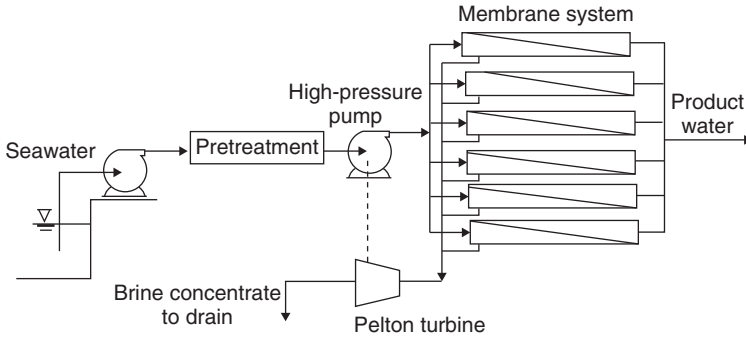 Membrane system
High-pressure
pump
Product
water
Seawater
Pretreatment
Brine concentrate
to drain
Pelton turbine